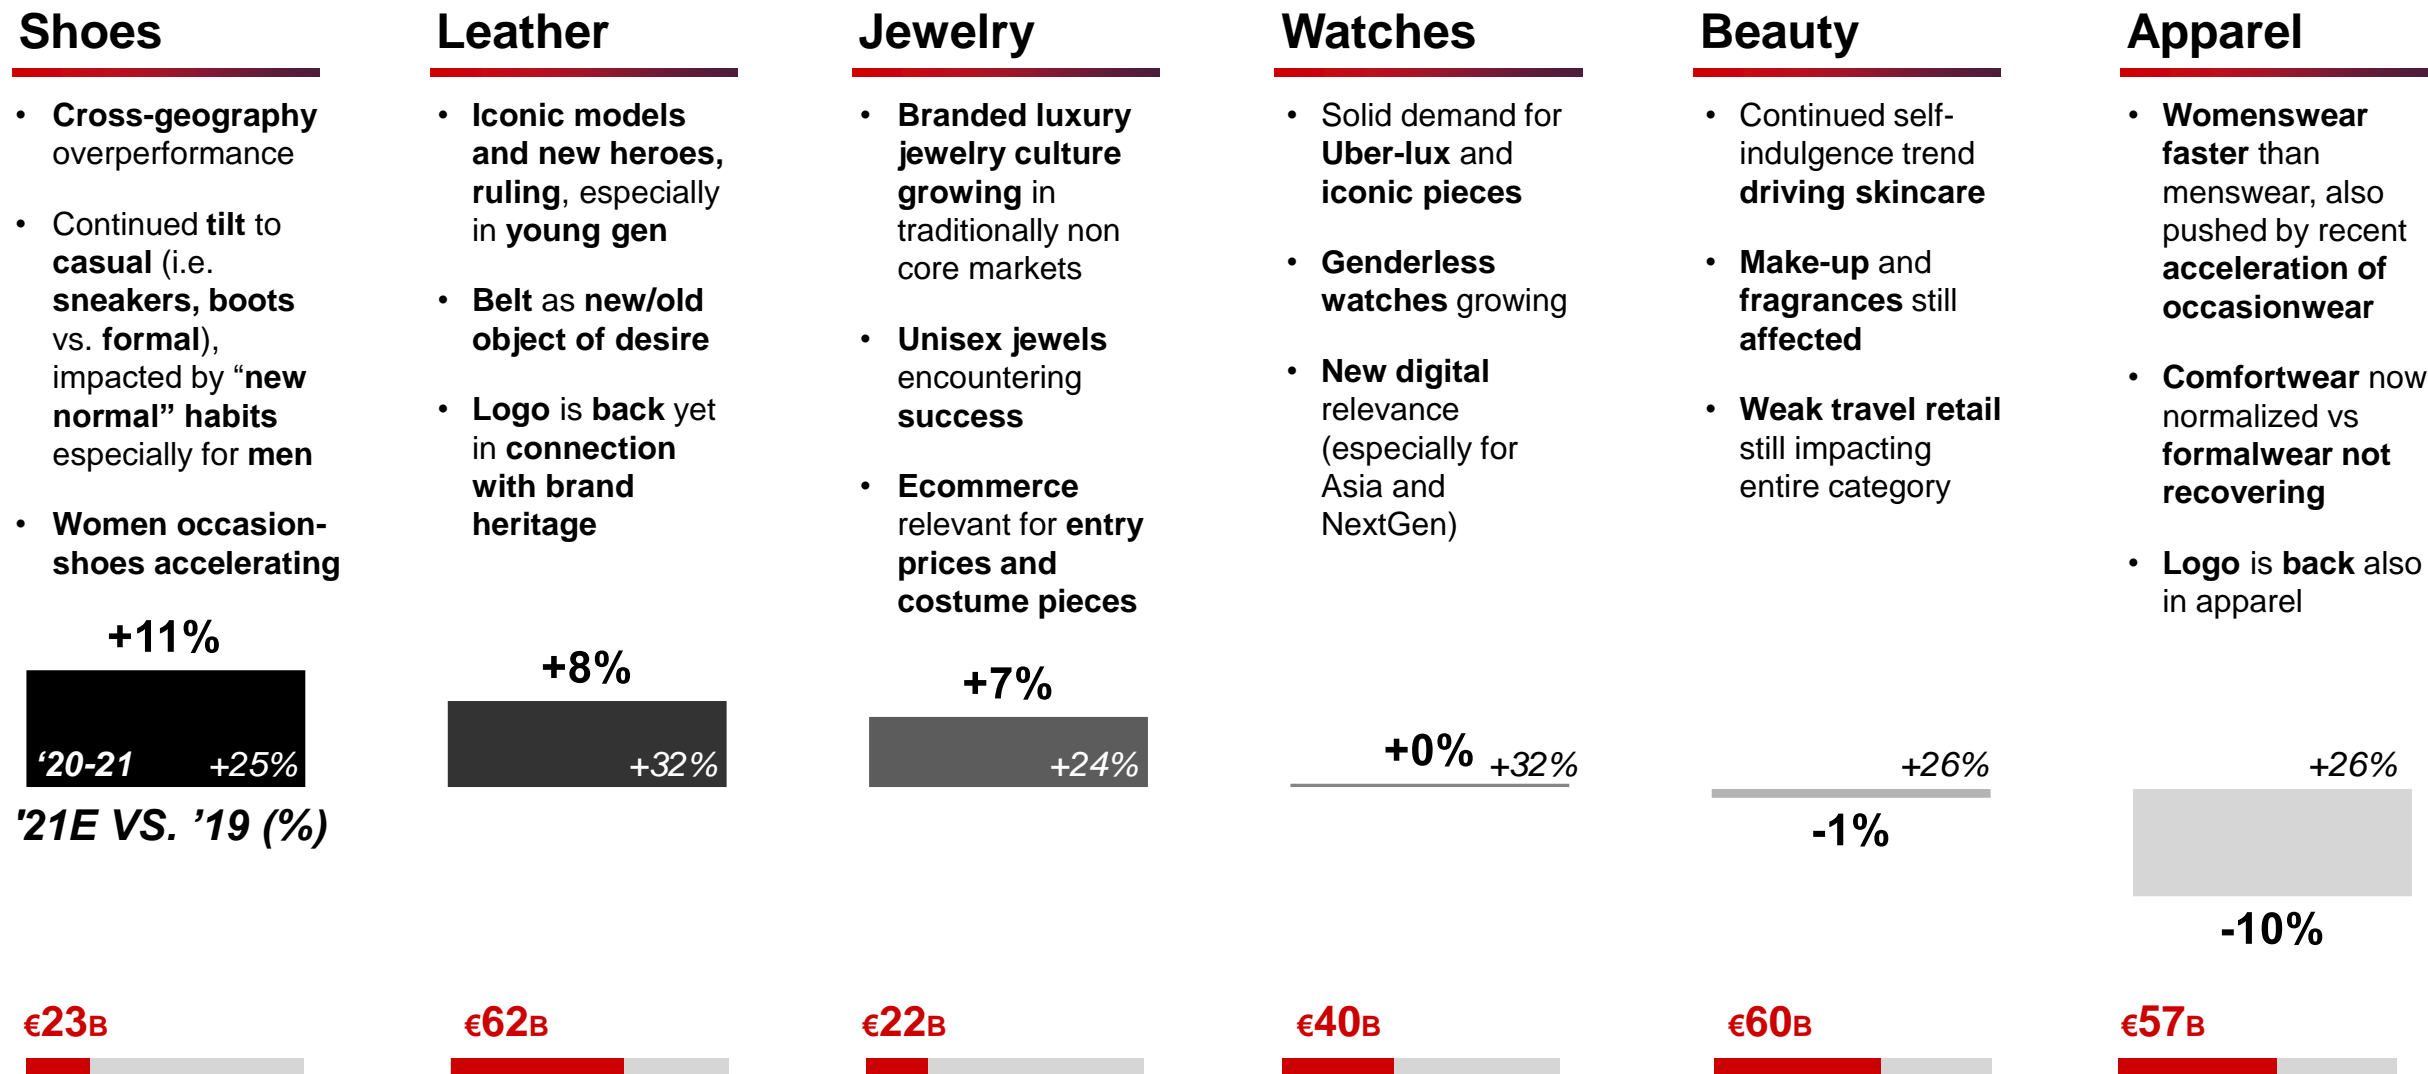 Shoes
• Cross-geography
overperformance
• Continued tilt to
casual (i.e.
sneakers, boots
vs. formal),
impacted by “new
normal” habits
especially for men
• Women occasion-
shoes accelerating
+11%
‘20-21 +25%
'21E VS. ’19 (%)
€23B
Leather
• Iconic models
and new heroes,
ruling, especially
in young gen
• Belt as new/old
object of desire
• Logo is back yet
in connection
with brand
heritage
+8%
+32%
€62B
Jewelry
• Branded luxury
jewelry culture
growing in
traditionally non
core markets
• Unisex jewels
encountering
success
• Ecommerce
relevant for entry
prices and
costume pieces
+7%
+24%
€22B
Watches
• Solid demand for
Uber-lux and
iconic pieces
• Genderless
watches growing
• New digital
relevance
(especially for
Asia and
NextGen)
+0% +32%
€40B
Beauty
• Continued self-
indulgence trend
driving skincare
• Make-up and
fragrances still
affected
• Weak travel retail
still impacting
entire category
+26%
-1%
€60B
Apparel
• Womenswear
faster than
menswear, also
pushed by recent
acceleration of
occasionwear
• Comfortwear now
normalized vs
formalwear not
recovering
• Logo is back also
in apparel
+26%
-10%
€57B